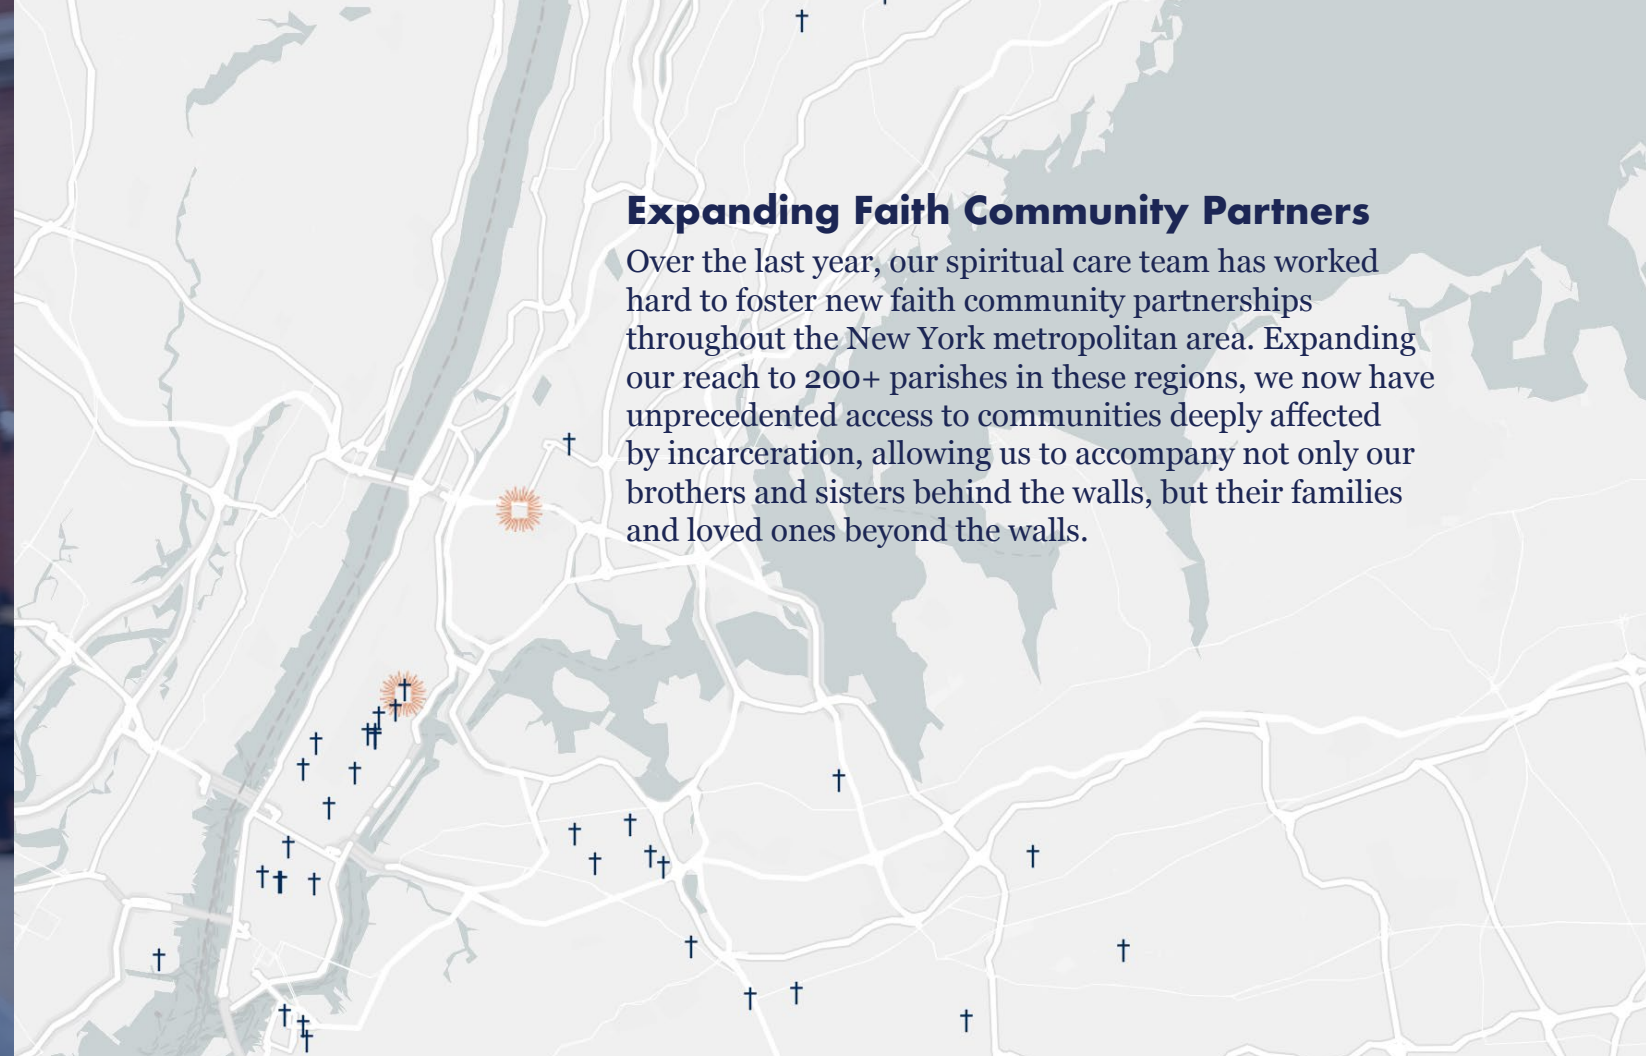 Expanding Faith Community Partners
Over the last year, our spiritual care team has worked
hard to foster new faith community partnerships
throughout the New York metropolitan area. Expanding
our reach to 200+ parishes in these regions, we now have
unprecedented access to communities deeply affected
by incarceration, allowing us to accompany not only our
brothers and sisters behind the walls, but their families
and loved ones beyond the walls.